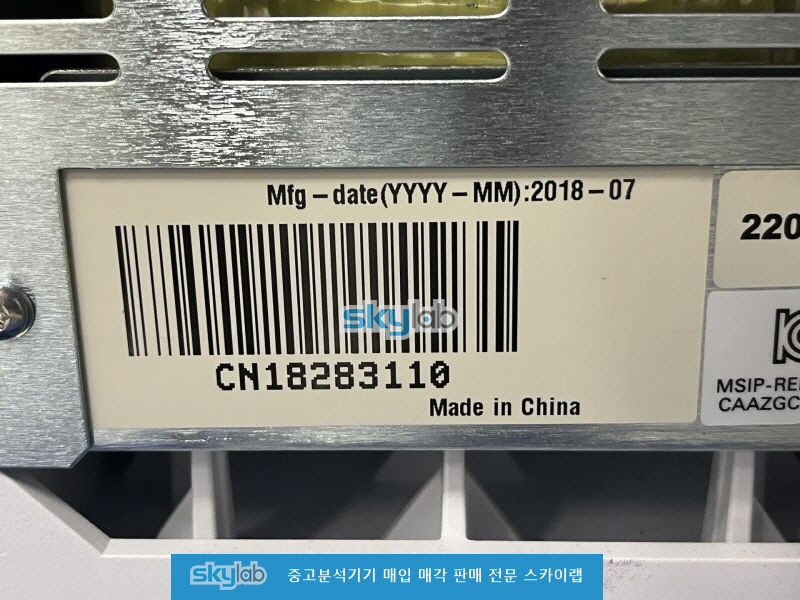 Mfg-date(YYYY-MM):2018-07
220
skylab
CN18283110
MSIP-RE
CAAZGC
Made in China
skylab 중고분석기기 매입 매각 판매 전문 스카이랩